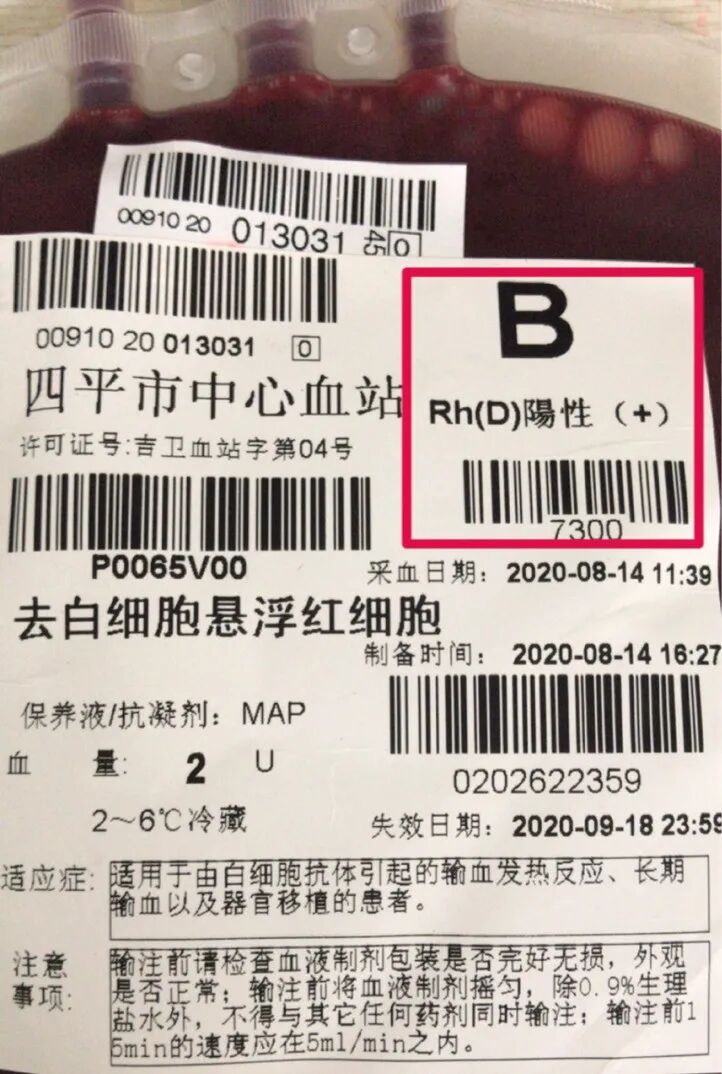 00910 20 013031 45 0
00910 20 013031 0
B
四平市中心血站
Rh(D)陽性（+）
许可证号:吉卫血站字第04号
7300
P0065V00
采血日期: 2020-08-14 11:39
去白细胞悬浮红细胞
制备时间: 2020-08-14 16:27
保养液/抗凝剂: MAP
血 量: 2 U
0202622359
2～6℃冷藏
失效日期: 2020-09-18 23:59
适应症: 适用于由白细胞抗体引起的输血发热反应、长期
输血以及器官移植的患者。
注意 输注前请检查血液制剂包装是否完好无损，外观
事项: 是否正常；输注前将血液制剂摇匀，除0.9%生理
盐水外，不得与其它任何药剂同时输注；输注前1
5min的速度应在5ml/min之内。